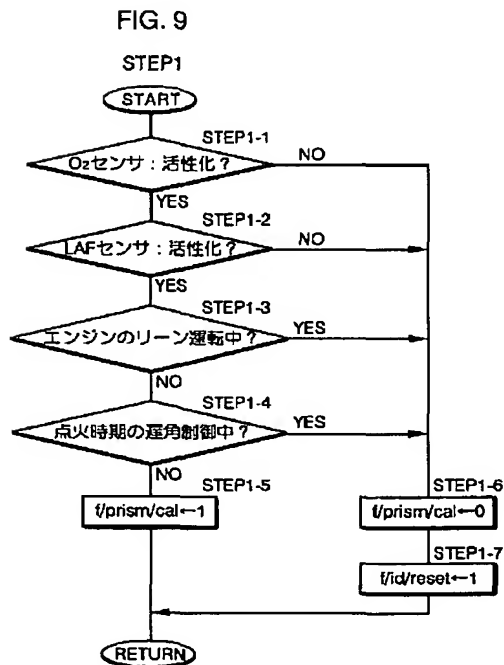 FIG. 9
STEP1
START
STEP1-1
O₂センサ：活性化？
NO
YES
STEP1-2
LAFセンサ：活性化？
NO
YES
STEP1-3
エンジンのリーン運転中？
YES
NO
STEP1-4
点火時期の遅角制御中？
YES
NO
STEP1-5
f/prism/cal←1
STEP1-6
f/prism/cal←0
STEP1-7
f/id/reset←1
RETURN